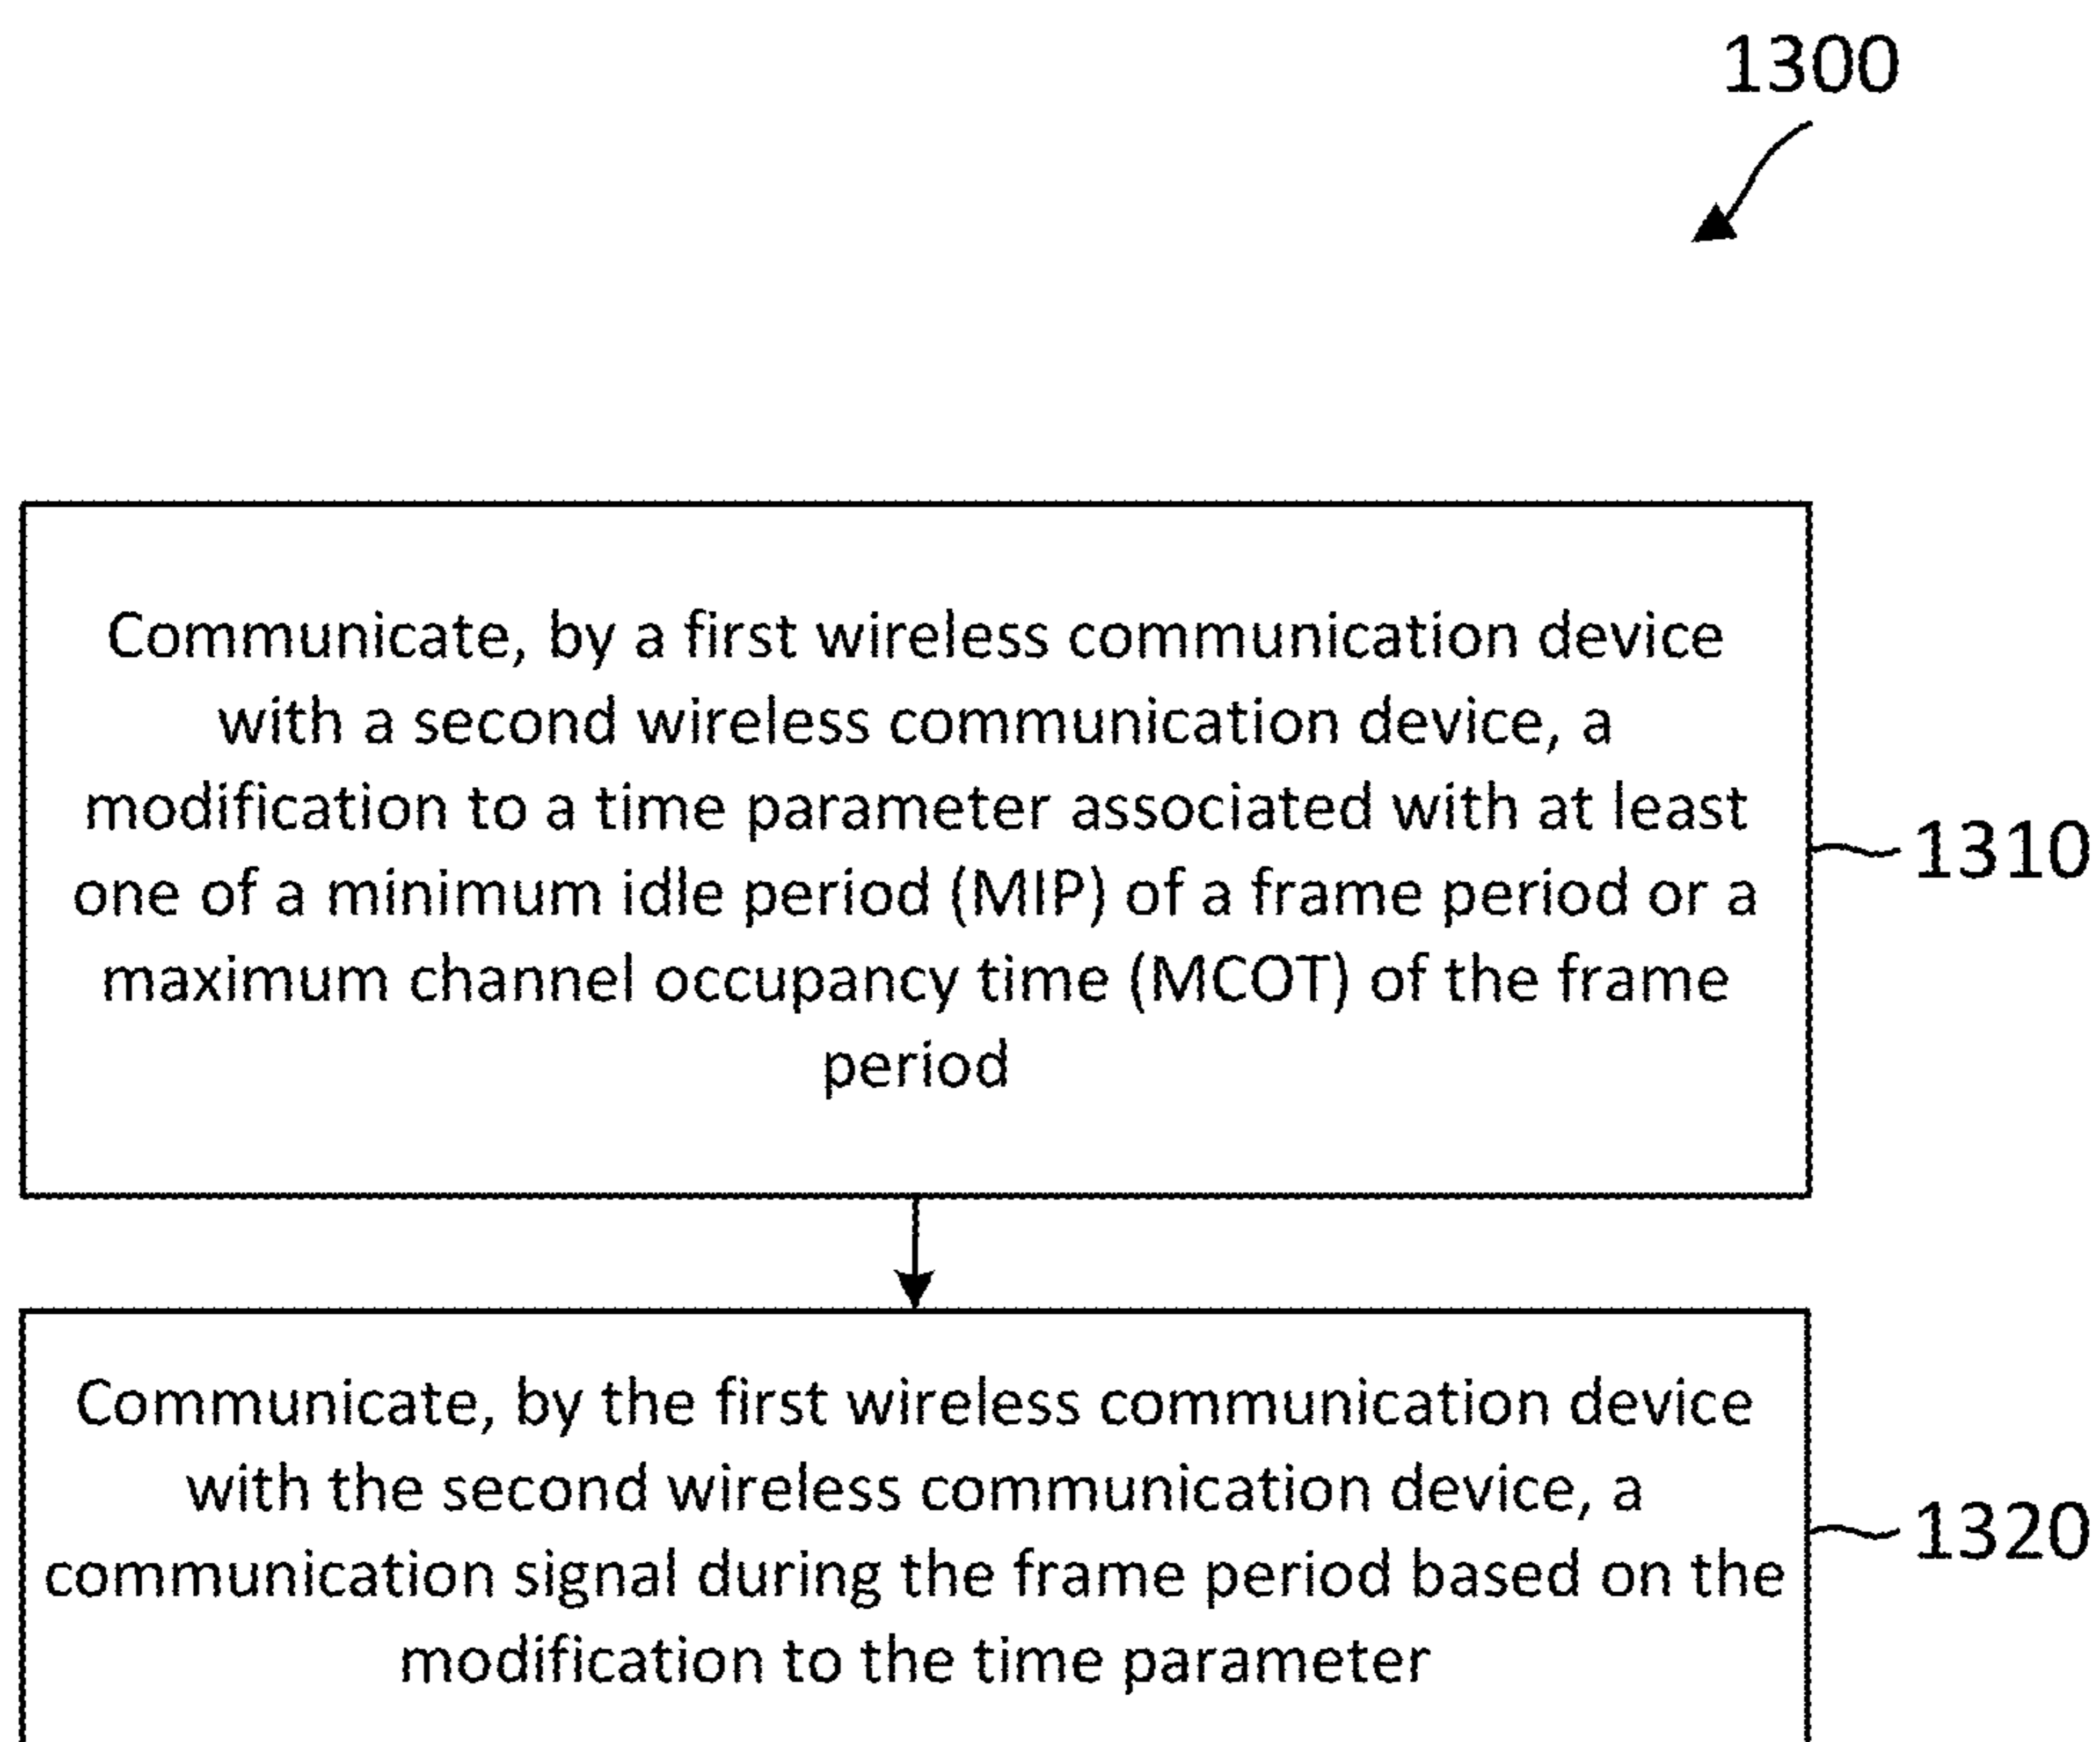 1300
Communicate, by a first wireless communication device
with a second wireless communication device, a
modification to a time parameter associated with at least
one of a minimum idle period (MIP) of a frame period or a
maximum channel occupancy time (MCOT) of the frame
period
1310
Communicate, by the first wireless communication device
with the second wireless communication device, a
communication signal during the frame period based on the
modification to the time parameter
1320